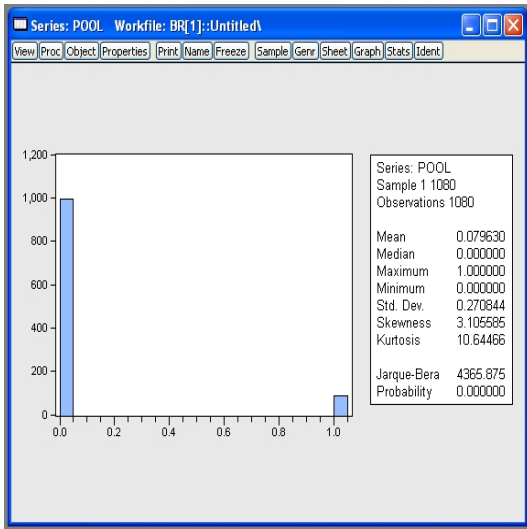 Series: POOL Workfile: BR[1]::Untitled\
View Proc Object Properties Print Name Freeze Sample Genr Sheet Graph Stats Ident
1,200
1,000
800
600
400
200
0
0.0 0.2 0.4 0.6 0.8 1.0
Series: POOL
Sample 1 1080
Observations 1080
Mean 0.079630
Median 0.000000
Maximum 1.000000
Minimum 0.000000
Std. Dev. 0.270844
Skewness 3.105585
Kurtosis 10.64466
Jarque-Bera 4365.875
Probability 0.000000